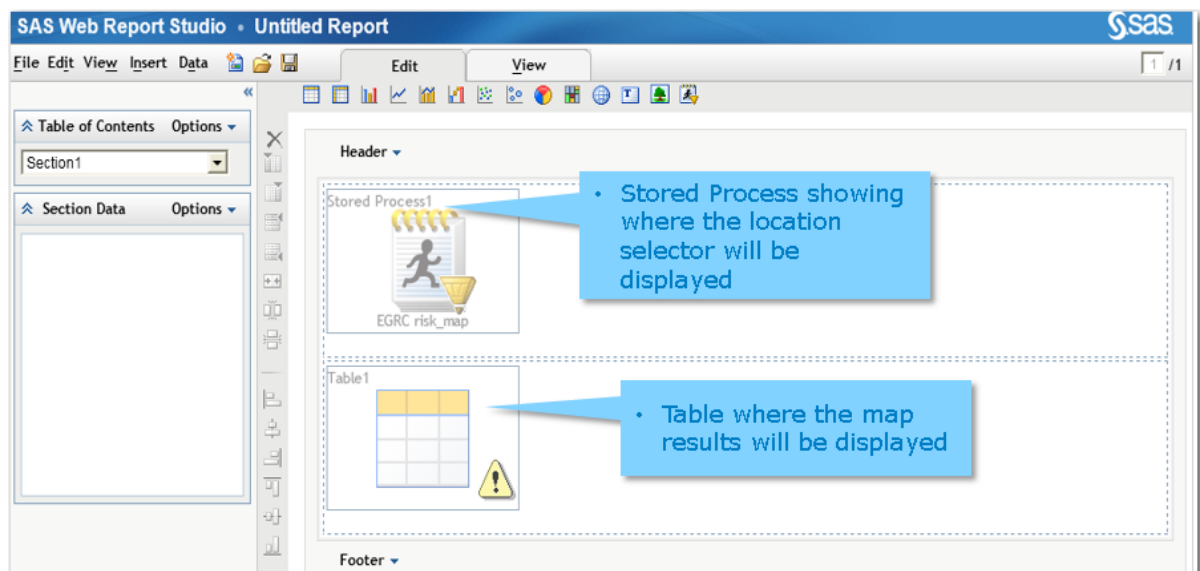 SAS Web Report Studio • Untitled Report
sas
File Edit View Insert Data
Edit
View
1 /1
Table of Contents Options
Section1
Section Data Options
Header
Stored Process1
EGRC risk_map
• Stored Process showing
where the location
selector will be
displayed
Table1
• Table where the map
results will be displayed
Footer